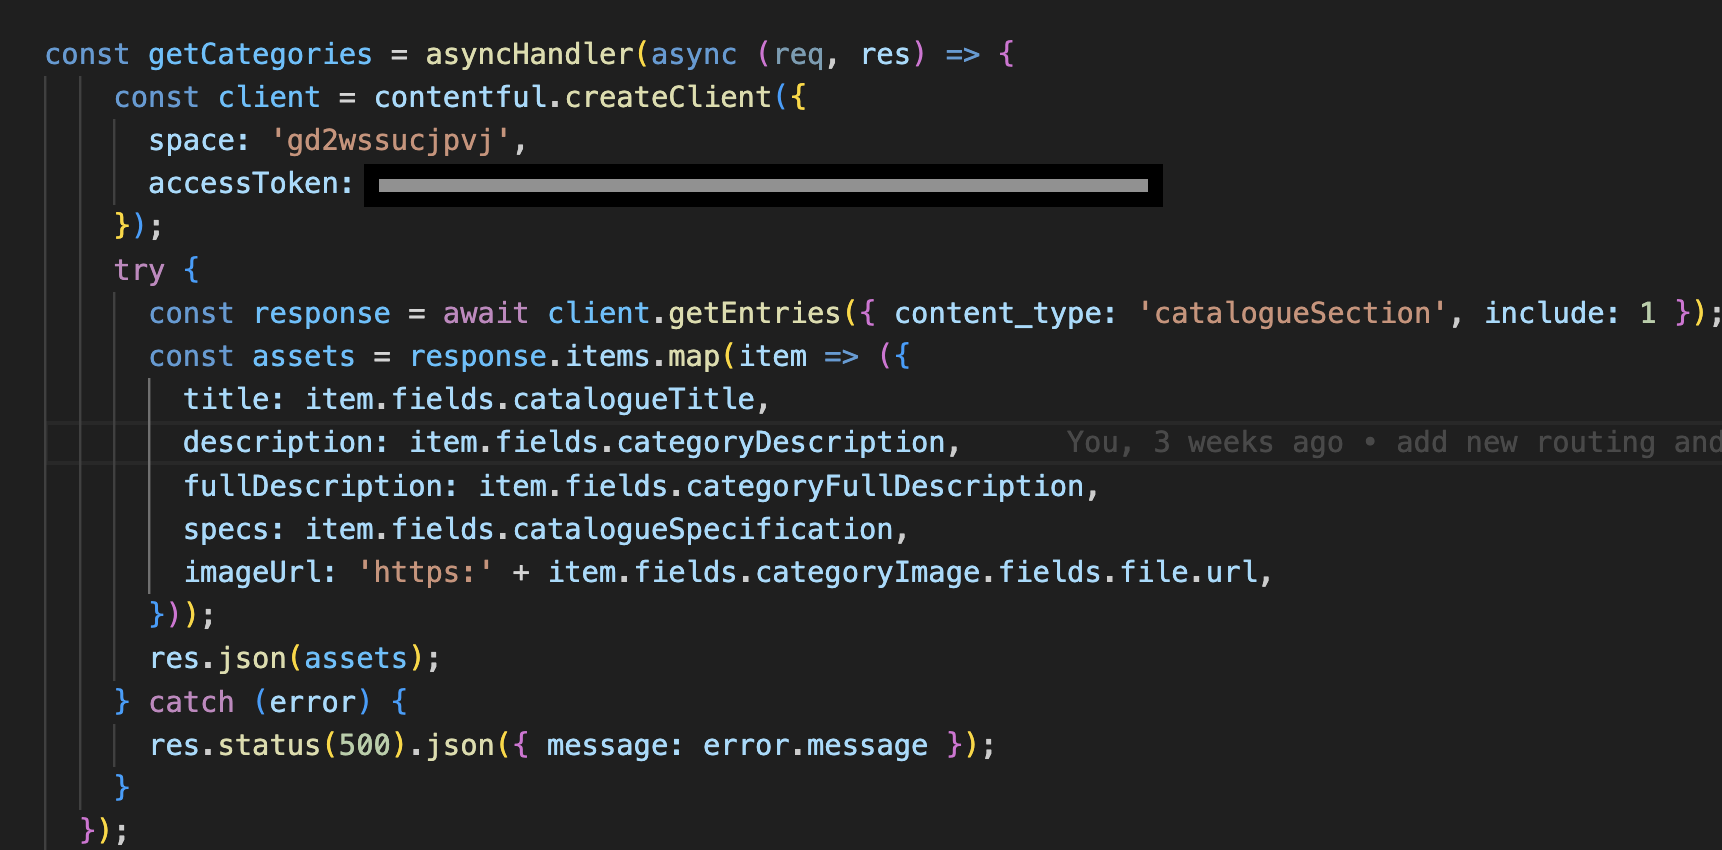 const getCategories = asyncHandler(async (req, res) => {
const client = contentful.createClient({
space: 'gd2wssucjpvj',
accessToken:
});
try {
const response = await client.getEntries({ content_type: 'catalogueSection', include: 1 });
const assets = response.items.map(item => ({
title: item.fields.catalogueTitle,
description: item.fields.categoryDescription, You, 3 weeks ago • add new routing and
fullDescription: item.fields.categoryFullDescription,
specs: item.fields.catalogueSpecification,
imageUrl: 'https:' + item.fields.categoryImage.fields.file.url,
}));
res.json(assets);
} catch (error) {
res.status(500).json({ message: error.message });
}
});